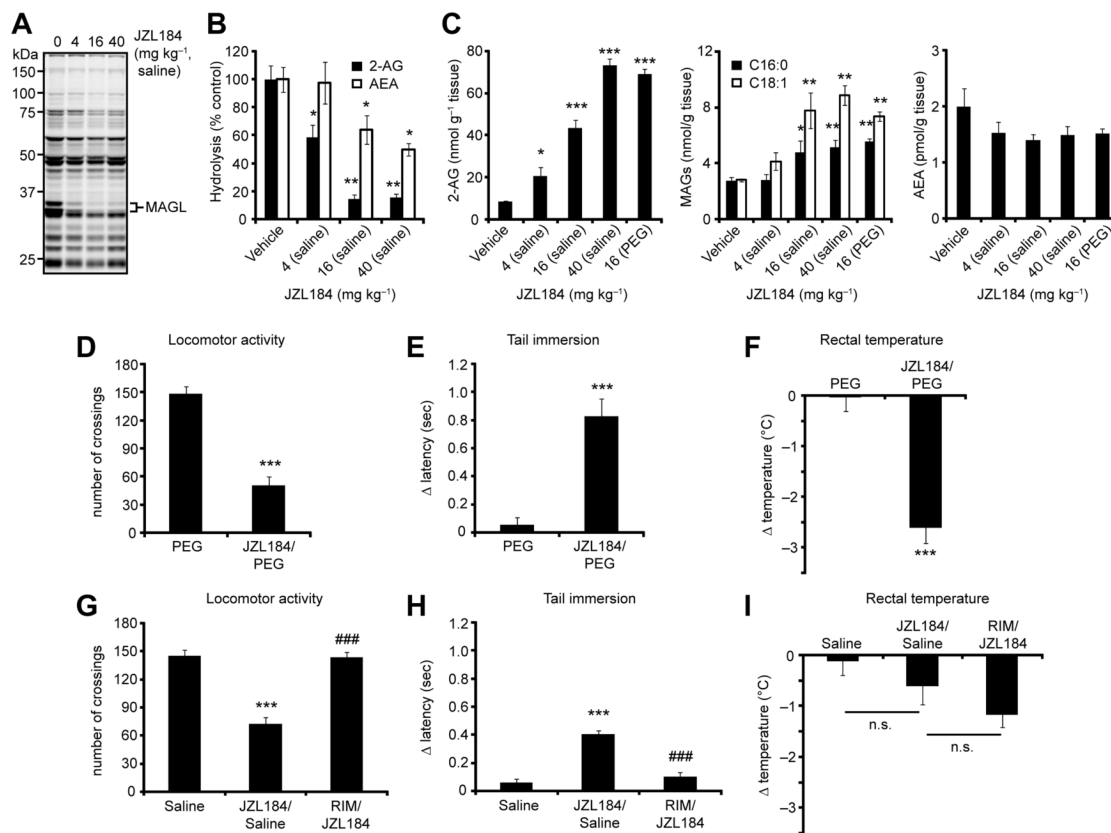 A
0 4 16 40
JZL184
(mg kg⁻¹,
saline)
kDa
150
100
75
50
37
25
MAGL
B
Hydrolysis (% control)
120
100
80
60
40
20
0
2-AG
AEA
*
**
*
**
*
Vehicle
4 (saline)
16 (saline)
40 (saline)
JZL184 (mg kg⁻¹)
C
2-AG (nmol g⁻¹ tissue)
80
60
40
20
0
*
***
***
***
Vehicle
4 (saline)
16 (saline)
40 (saline)
16 (PEG)
JZL184 (mg kg⁻¹)
MAGs (nmol/g tissue)
12
9
6
3
0
C16:0
C18:1
*
**
**
**
**
**
Vehicle
4 (saline)
16 (saline)
40 (saline)
16 (PEG)
JZL184 (mg kg⁻¹)
AEA (pmol/g tissue)
3
2
1
0
Vehicle
4 (saline)
16 (saline)
40 (saline)
16 (PEG)
JZL184 (mg kg⁻¹)
D
Locomotor activity
number of crossings
180
150
120
90
60
30
0
***
PEG
JZL184/
PEG
E
Tail immersion
Δ latency (sec)
1.2
1.0
0.8
0.6
0.4
0.2
0
***
PEG
JZL184/
PEG
F
Rectal temperature
PEG
JZL184/
PEG
Δ temperature (°C)
0
–1
–2
–3
***
G
Locomotor activity
number of crossings
180
150
120
90
60
30
0
***
###
Saline
JZL184/
Saline
RIM/
JZL184
H
Tail immersion
Δ latency (sec)
1.2
1.0
0.8
0.6
0.4
0.2
0
***
###
Saline
JZL184/
Saline
RIM/
JZL184
I
Rectal temperature
Saline
JZL184/
Saline
RIM/
JZL184
Δ temperature (°C)
0
–1
–2
–3
n.s.
n.s.